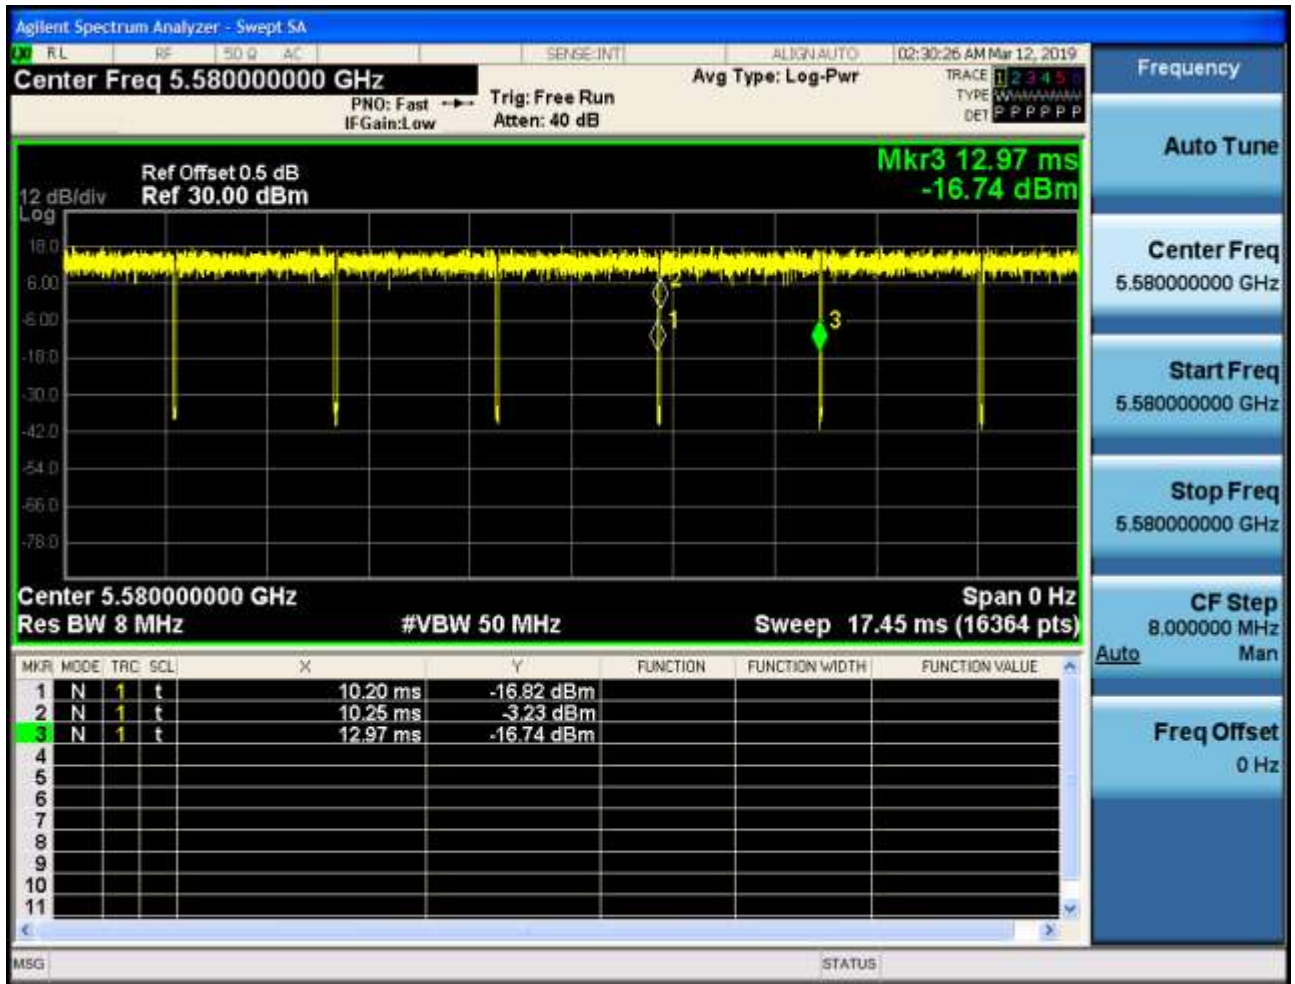 Agilent Spectrum Analyzer - Swept SA
RL RF 50 Ω AC SENSE:INT ALIGN AUTO 02:30:26 AM Mar 12, 2019
Center Freq 5.580000000 GHz
Avg Type: Log-Pwr
TRACE 1 2 3 4 5 6
TYPE
DET P P P P P P
PNO: Fast
IFGain:Low
Trig: Free Run
Atten: 40 dB
Mkr3 12.97 ms
-16.74 dBm
Ref Offset 0.5 dB
12 dB/div Ref 30.00 dBm
Log
18.0
6.00
-6.00
-18.0
-30.0
-42.0
-54.0
-66.0
-78.0
2
1
3
Center 5.580000000 GHz Span 0 Hz
Res BW 8 MHz #VBW 50 MHz Sweep 17.45 ms (16364 pts)
MKR MODE TRC SCL X Y FUNCTION FUNCTION WIDTH FUNCTION VALUE
1 N 1 t 10.20 ms -16.82 dBm
2 N 1 t 10.25 ms -3.23 dBm
3 N 1 t 12.97 ms -16.74 dBm
4
5
6
7
8
9
10
11
MSG STATUS
Frequency
Auto Tune
Center Freq
5.580000000 GHz
Start Freq
5.580000000 GHz
Stop Freq
5.580000000 GHz
CF Step
8.000000 MHz
Auto Man
Freq Offset
0 Hz